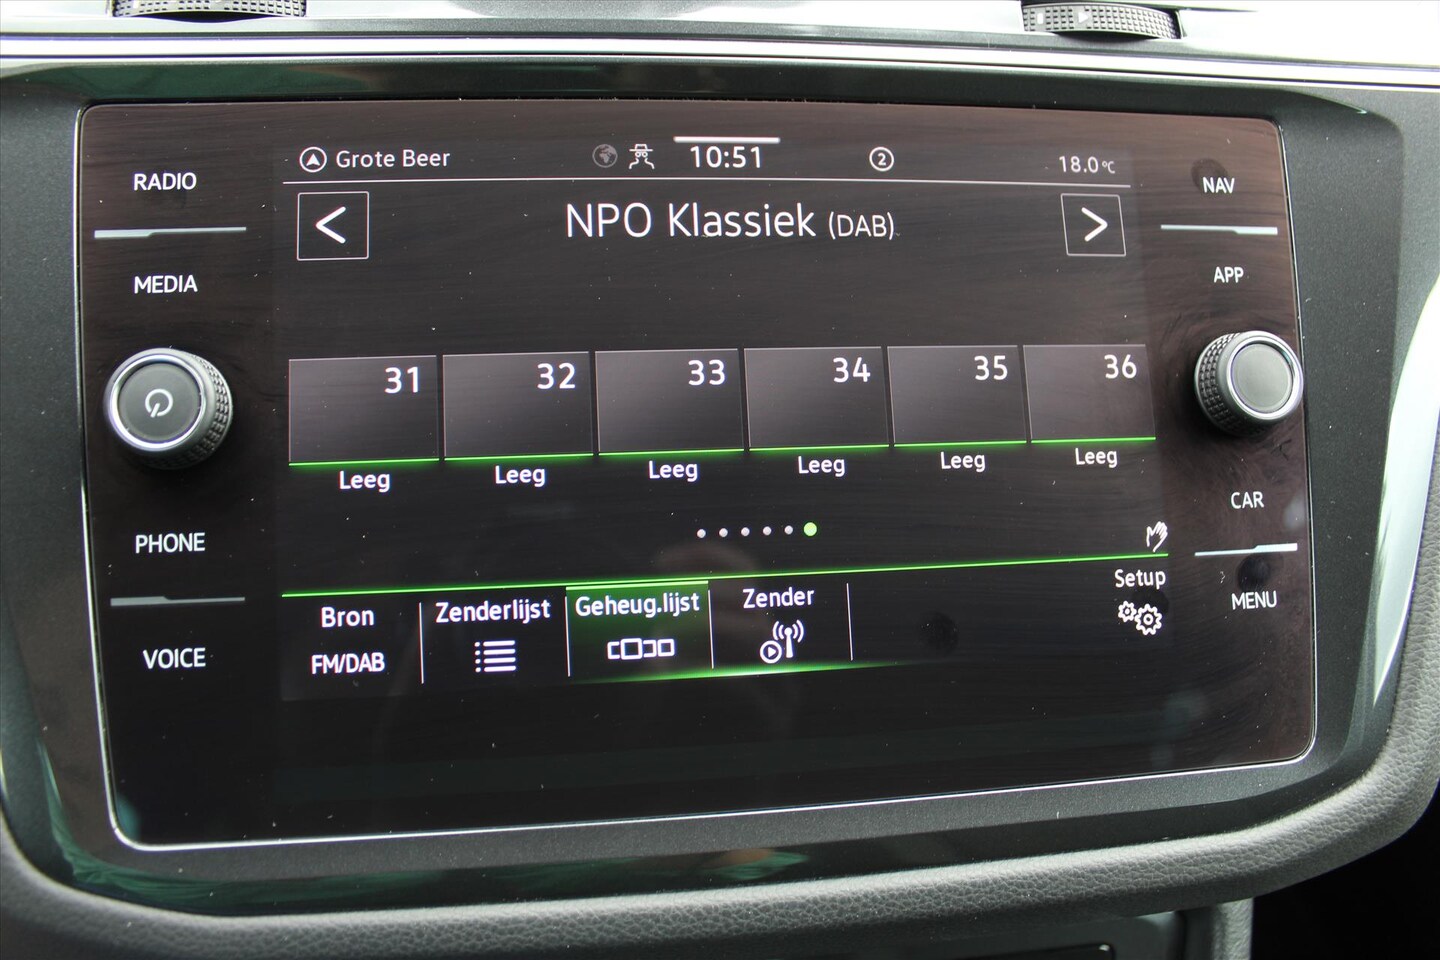 Grote Beer 10:51 2 18.0 °C
RADIO
NAV
< NPO Klassiek (DAB) >
MEDIA
APP
31 32 33 34 35 36
Leeg Leeg Leeg Leeg Leeg Leeg
CAR
PHONE
MENU
VOICE
Bron Zenderlijst Geheug.lijst Zender Setup
FM/DAB